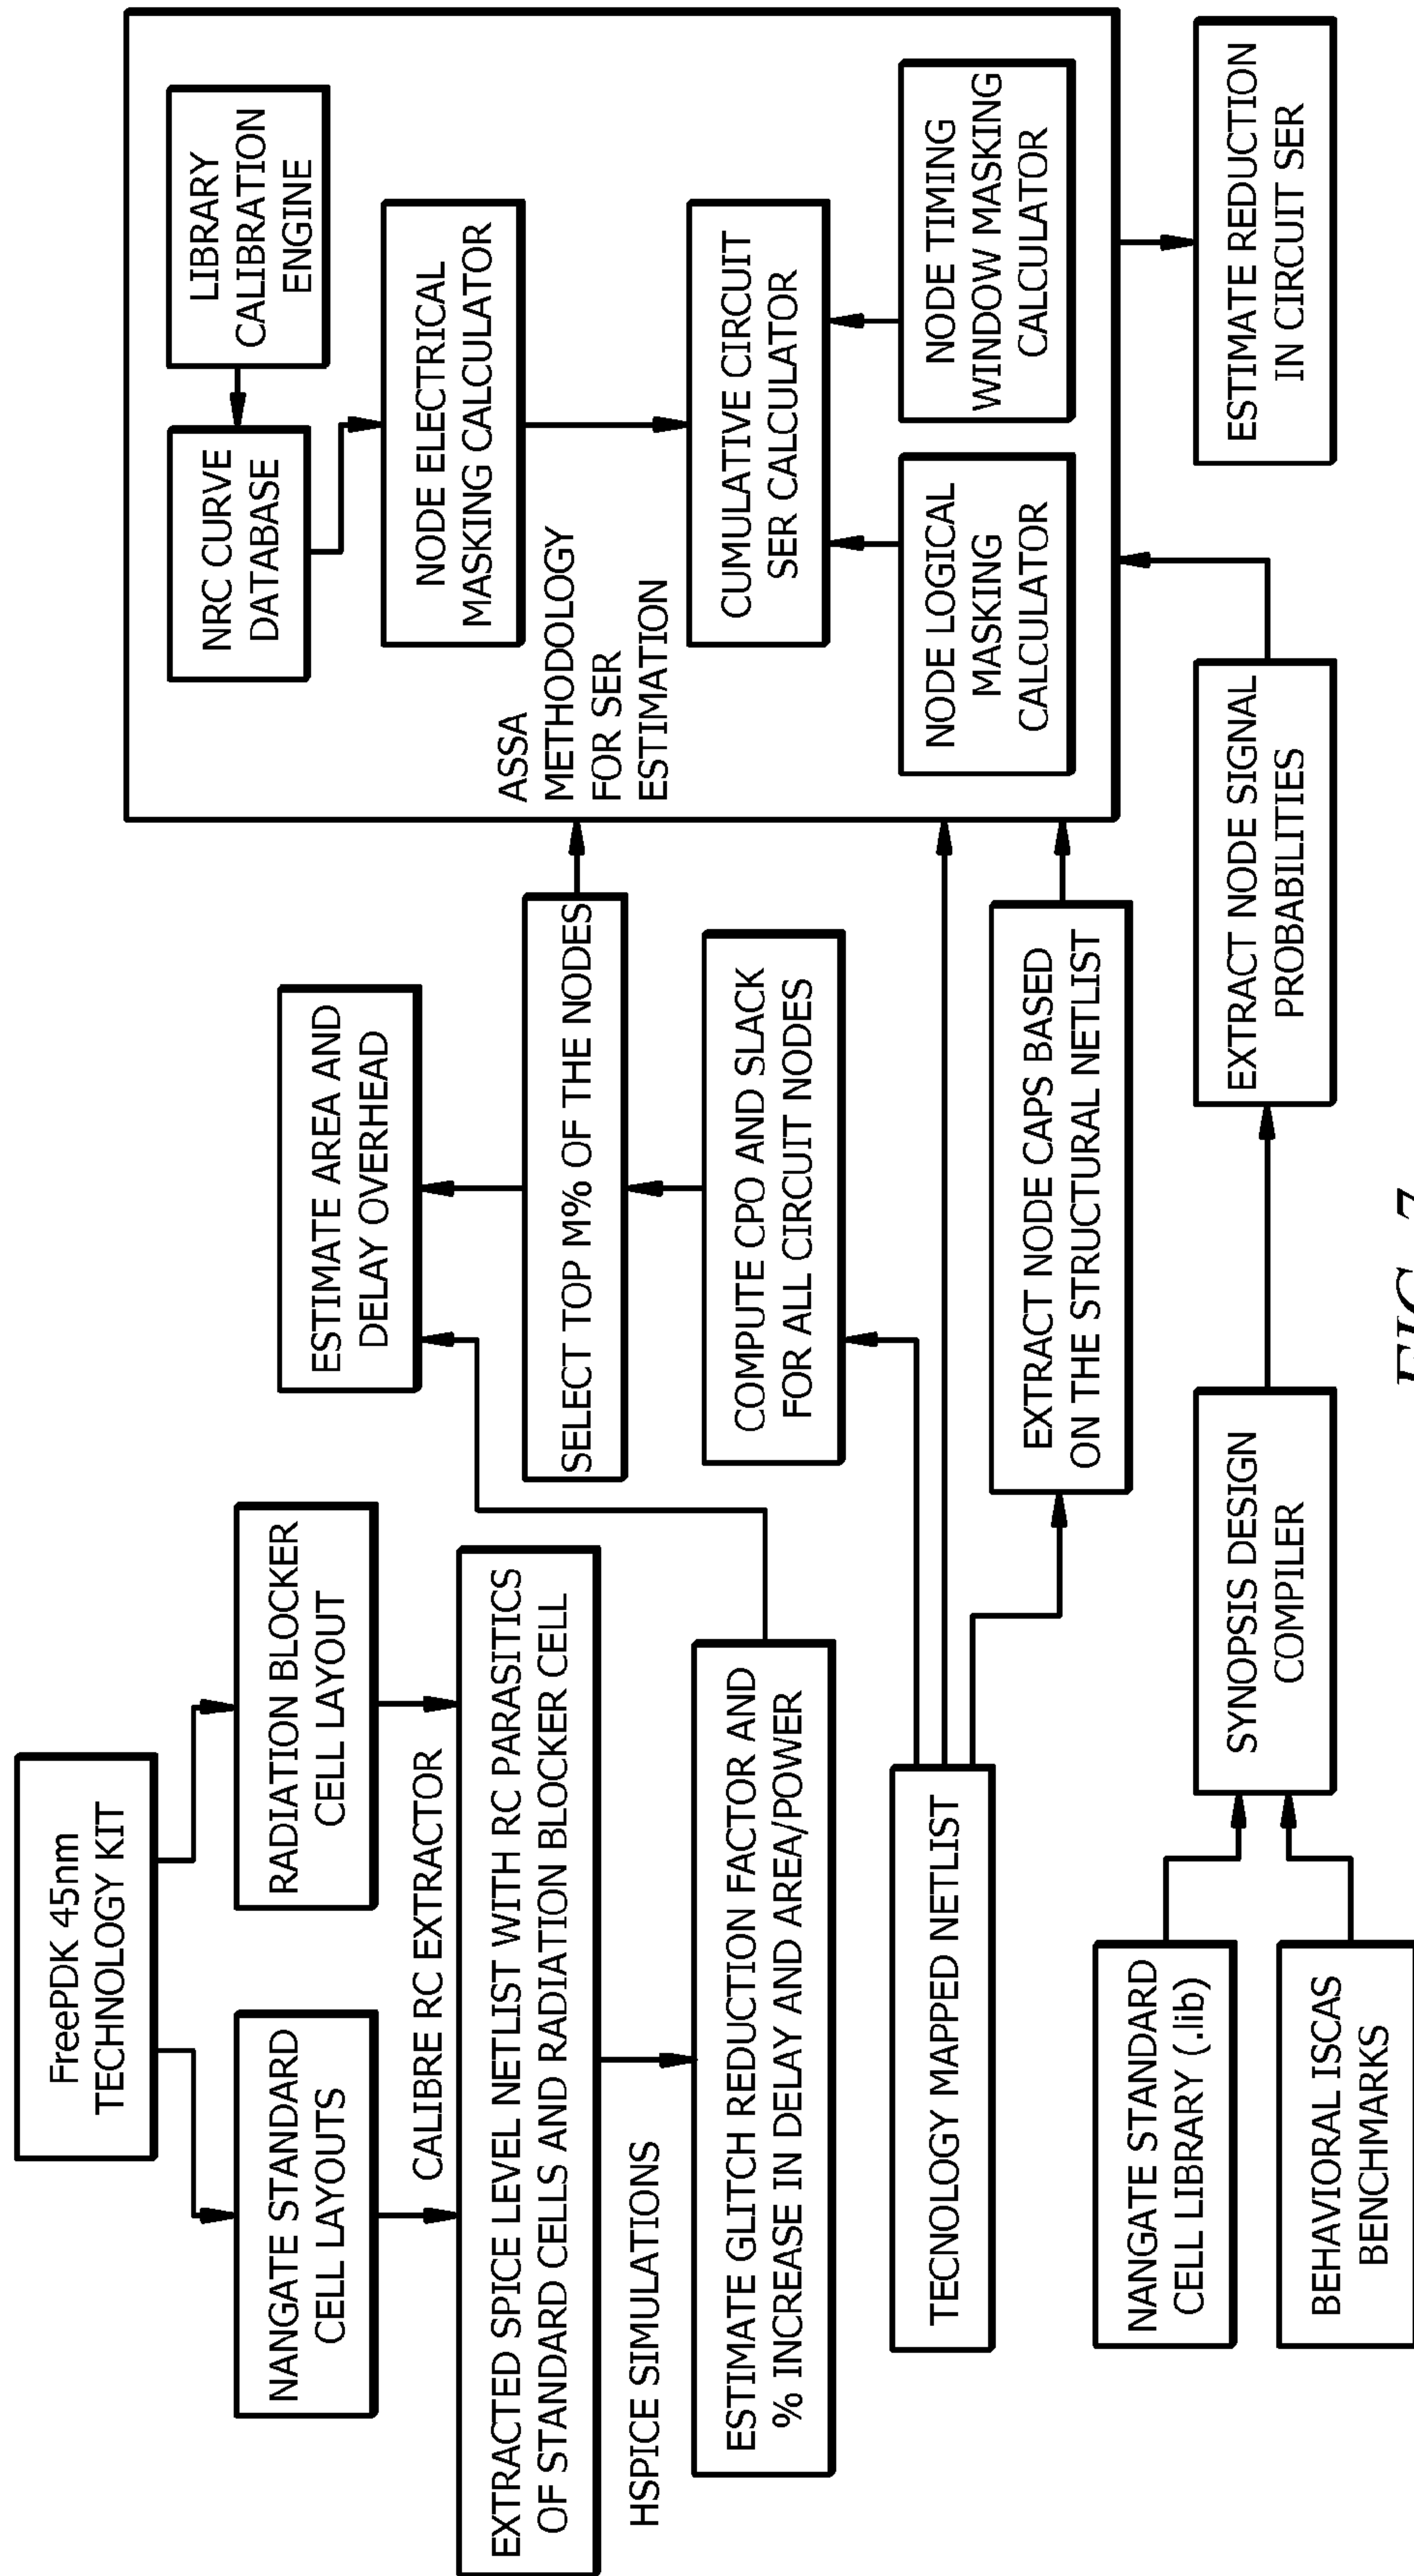 FreePDK 45nm
TECHNOLOGY KIT
NANGATE STANDARD
CELL LAYOUTS
RADIATION BLOCKER
CELL LAYOUT
CALIBRE RC EXTRACTOR
EXTRACTED SPICE LEVEL NETLIST WITH RC PARASITICS
OF STANDARD CELLS AND RADIATION BLOCKER CELL
HSPICE SIMULATIONS
ESTIMATE GLITCH REDUCTION FACTOR AND
% INCREASE IN DELAY AND AREA/POWER
TECNOLOGY MAPPED NETLIST
NANGATE STANDARD
CELL LIBRARY (.lib)
BEHAVIORAL ISCAS
BENCHMARKS
SYNOPSIS DESIGN
COMPILER
ESTIMATE AREA AND
DELAY OVERHEAD
SELECT TOP M% OF THE NODES
COMPUTE CPO AND SLACK
FOR ALL CIRCUIT NODES
EXTRACT NODE CAPS BASED
ON THE STRUCTURAL NETLIST
EXTRACT NODE SIGNAL
PROBABILITIES
NRC CURVE
DATABASE
LIBRARY
CALIBRATION
ENGINE
NODE ELECTRICAL
MASKING CALCULATOR
ASSA
METHODOLOGY
FOR SER
ESTIMATION
CUMULATIVE CIRCUIT
SER CALCULATOR
NODE LOGICAL
MASKING
CALCULATOR
NODE TIMING
WINDOW MASKING
CALCULATOR
ESTIMATE REDUCTION
IN CIRCUIT SER
FIG. 7